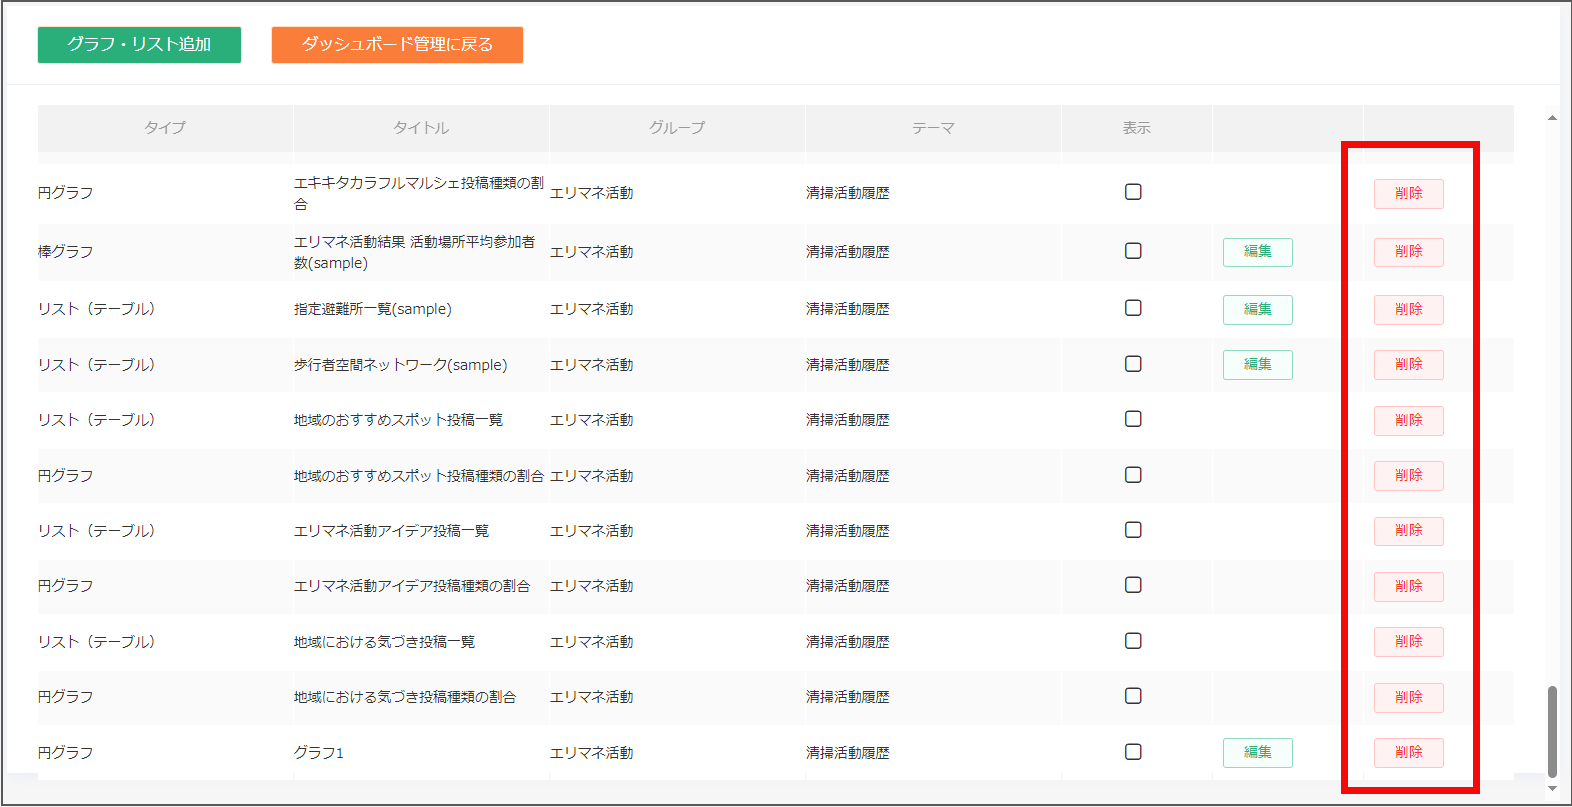 グラフ・リスト追加 ダッシュボード管理に戻る
タイプ タイトル グループ テーマ 表示
円グラフ エキキタカラフルマルシェ投稿種類の割合 エリマネ活動 清掃活動履歴 削除
棒グラフ エリマネ活動結果 活動場所平均参加者数(sample) エリマネ活動 清掃活動履歴 編集 削除
リスト（テーブル） 指定避難所一覧(sample) エリマネ活動 清掃活動履歴 編集 削除
リスト（テーブル） 歩行者空間ネットワーク(sample) エリマネ活動 清掃活動履歴 編集 削除
リスト（テーブル） 地域のおすすめスポット投稿一覧 エリマネ活動 清掃活動履歴 削除
円グラフ 地域のおすすめスポット投稿種類の割合 エリマネ活動 清掃活動履歴 削除
リスト（テーブル） エリマネ活動アイデア投稿一覧 エリマネ活動 清掃活動履歴 削除
円グラフ エリマネ活動アイデア投稿種類の割合 エリマネ活動 清掃活動履歴 削除
リスト（テーブル） 地域における気づき投稿一覧 エリマネ活動 清掃活動履歴 削除
円グラフ 地域における気づき投稿種類の割合 エリマネ活動 清掃活動履歴 削除
円グラフ グラフ1 エリマネ活動 清掃活動履歴 編集 削除